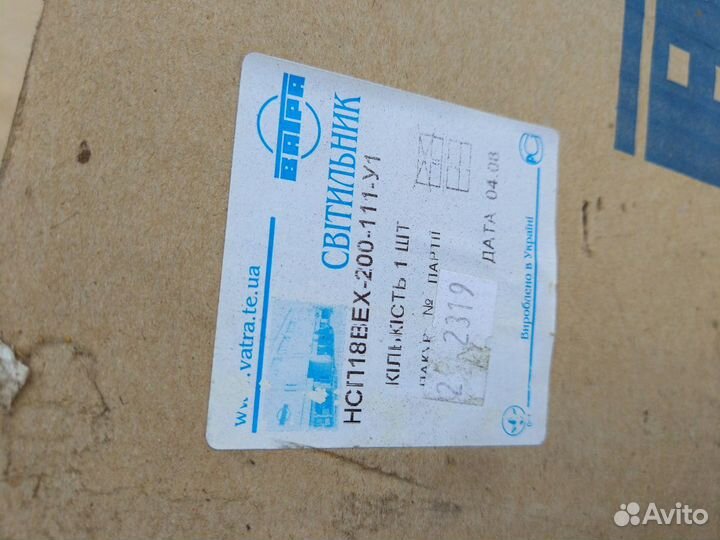 ВАТРА
www.vatra.te.ua
СВІТИЛЬНИК
НСП18ВЕХ-200-111-У1
КІЛЬКІСТЬ 1 ШТ
ПАКУВ. № ПАРТІЇ
2319
ДАТА 04.08
Вироблено в Україні
Avito